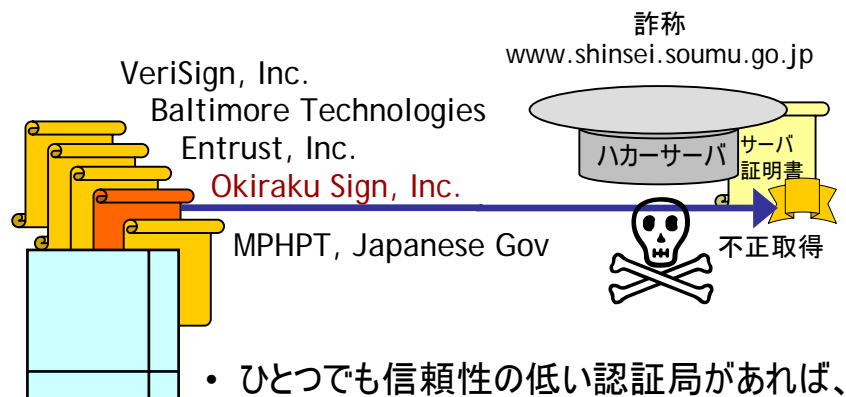 詐称
www.shinsei.soumu.go.jp
VeriSign, Inc.
Baltimore Technologies
Entrust, Inc.
Okiraku Sign, Inc.
MPHPT, Japanese Gov
ハカーサーバ
サーバ
証明書
不正取得
• ひとつでも信頼性の低い認証局があれば、